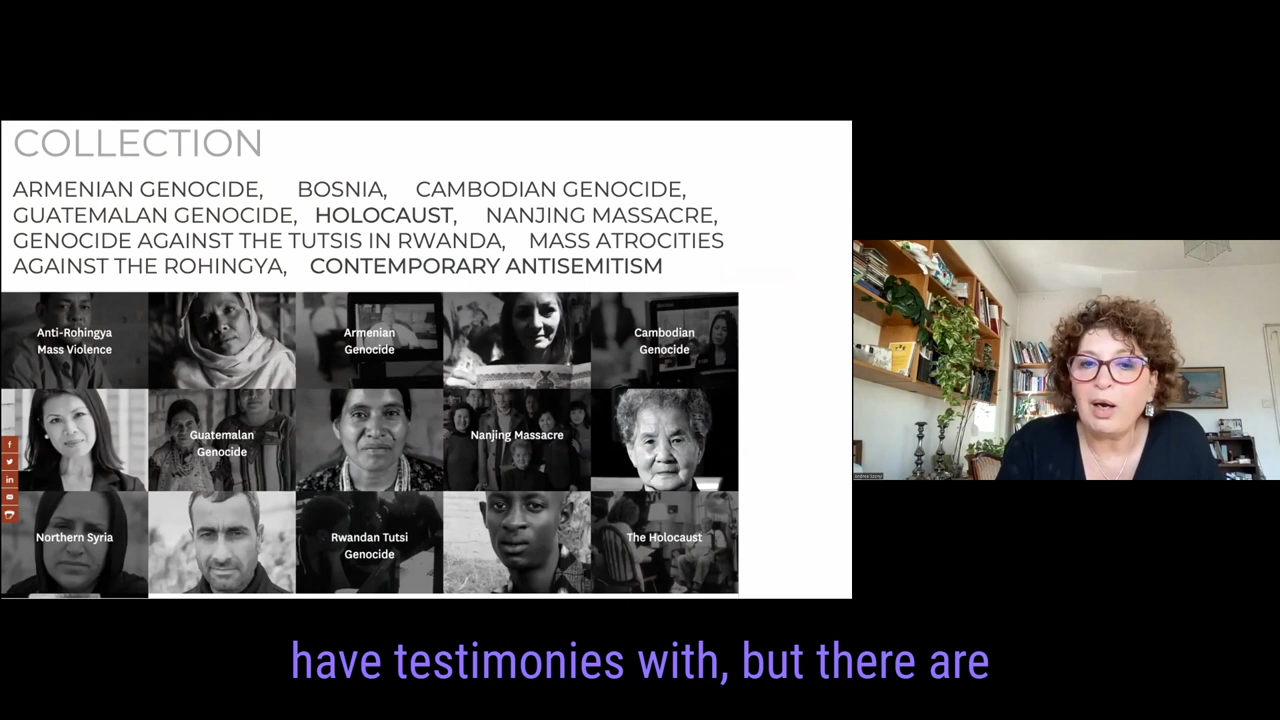 COLLECTION
ARMENIAN GENOCIDE, BOSNIA, CAMBODIAN GENOCIDE,
GUATEMALAN GENOCIDE, HOLOCAUST, NANJING MASSACRE,
GENOCIDE AGAINST THE TUTSIS IN RWANDA, MASS ATROCITIES
AGAINST THE ROHINGYA, CONTEMPORARY ANTISEMITISM
Anti-Rohingya
Mass Violence
Armenian
Genocide
Cambodian
Genocide
Guatemalan
Genocide
Nanjing Massacre
Northern Syria
Rwandan Tutsi
Genocide
The Holocaust
have testimonies with, but there are